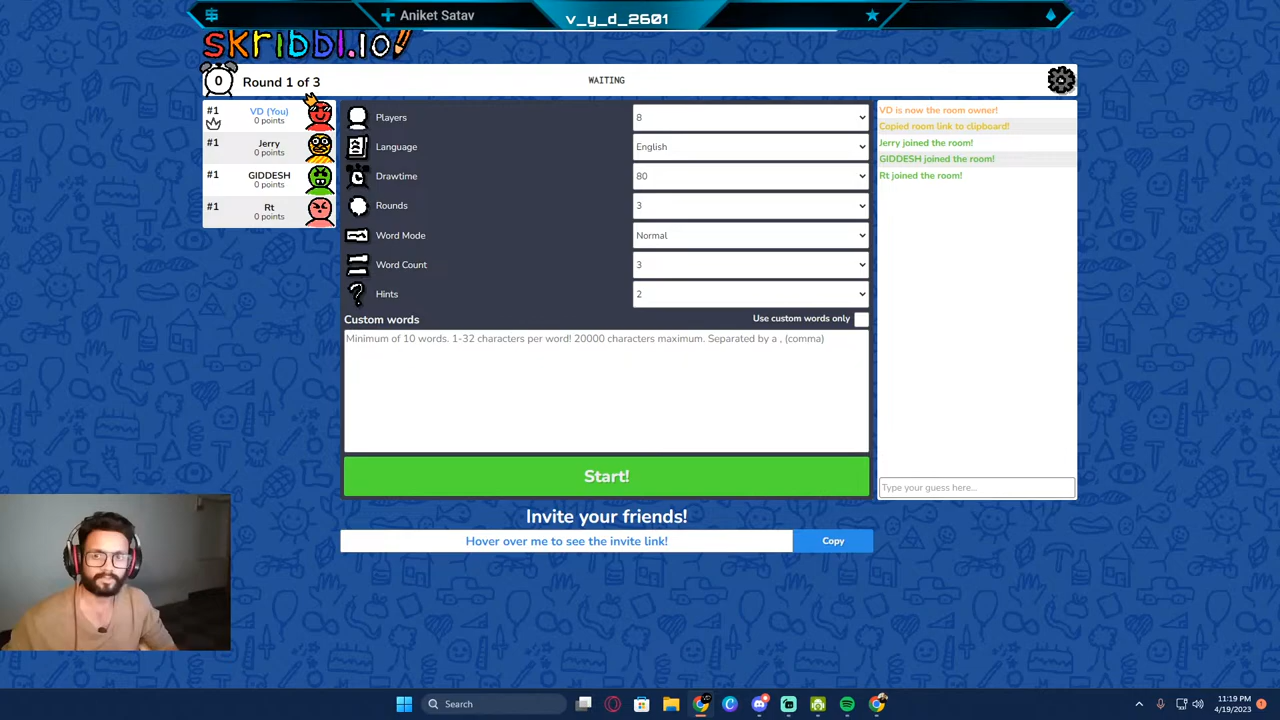 Aniket Satav
v_y_d_2601
skribbl.io
0
Round 1 of 3
WAITING
#1
VD (You)
0 points
#1
Jerry
0 points
#1
GIDDESH
0 points
#1
Rt
0 points
Players
8
Language
English
Drawtime
80
Rounds
3
Word Mode
Normal
Word Count
3
Hints
2
Custom words
Use custom words only
Minimum of 10 words. 1-32 characters per word! 20000 characters maximum. Separated by a , (comma)
Start!
Invite your friends!
Hover over me to see the invite link!
Copy
VD is now the room owner!
Copied room link to clipboard!
Jerry joined the room!
GIDDESH joined the room!
Rt joined the room!
Type your guess here...
Search
11:19 PM
4/19/2023